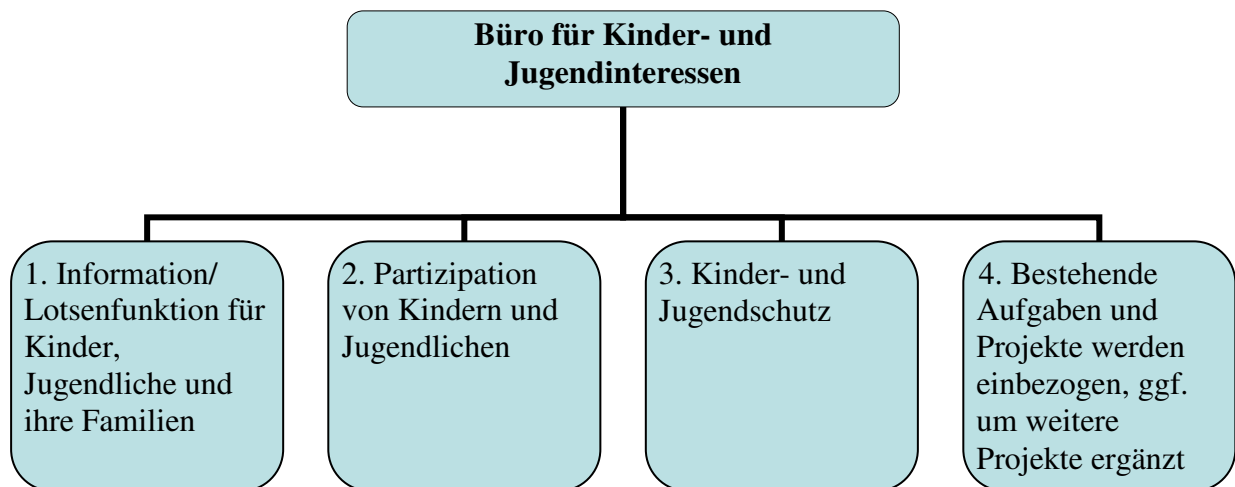 Büro für Kinder- und
Jugendinteressen
1. Information/
Lotsenfunktion für
Kinder,
Jugendliche und
ihre Familien
2. Partizipation
von Kindern und
Jugendlichen
3. Kinder- und
Jugendschutz
4. Bestehende
Aufgaben und
Projekte werden
einbezogen, ggf.
um weitere
Projekte ergänzt